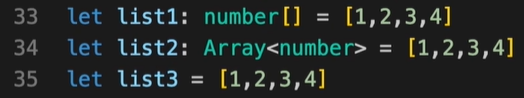 33 let list1: number[] = [1,2,3,4]
34 let list2: Array<number> = [1,2,3,4]
35 let list3 = [1,2,3,4]